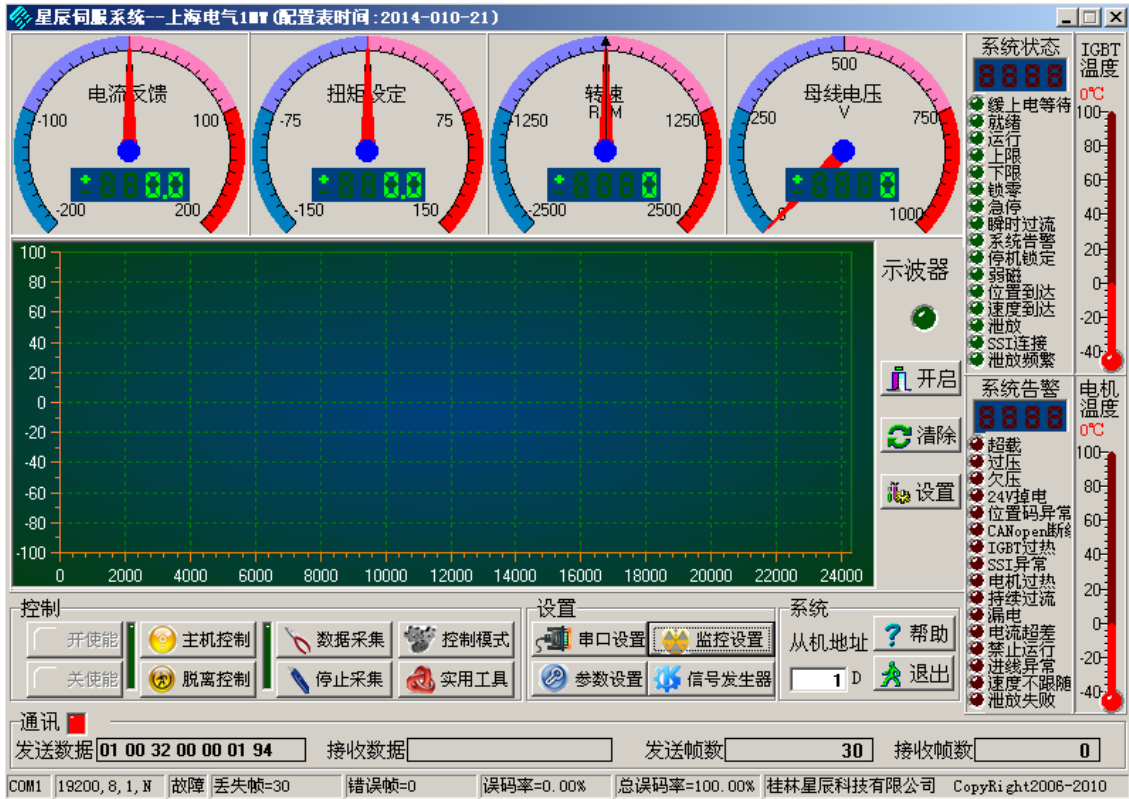 星辰伺服系统--上海电气1MW(配置表时间:2014-010-21)
电流反馈
-100 100
-200 200
+ 0.0
扭矩设定
-75 75
-150 150
+ 0.0
转速
RPM
-1250 1250
-2500 2500
+ 0
母线电压
V
500
250 750
0 1000
+ 0
系统状态
8888
缓上电等待
就绪
运行
上限
下限
锁零
急停
瞬时过流
系统告警
停机锁定
弱磁
位置到达
速度到达
泄放
SSI连接
泄放频繁
IGBT
温度
0℃
100
80
60
40
20
0
-20
-40
100
80
60
40
20
0
-20
-40
-60
-80
-100
0 2000 4000 6000 8000 10000 12000 14000 16000 18000 20000 22000 24000
示波器
开启
清除
设置
系统告警
8888
超载
过压
欠压
24V掉电
位置码异常
CANopen断线
IGBT过热
SSI异常
电机过热
持续过流
漏电
电流超差
禁止运行
进线异常
速度不跟随
泄放失败
电机
温度
0℃
100
80
60
40
20
0
-20
-40
控制
开使能 主机控制 数据采集 控制模式
关使能 脱离控制 停止采集 实用工具
设置
串口设置 监控设置
参数设置 信号发生器
系统
从机地址
1 D
帮助
退出
通讯
发送数据 01 00 32 00 00 01 94 接收数据 发送帧数 30 接收帧数 0
COM1 19200,8,1,N 故障 丢失帧=30 错误帧=0 误码率=0.00% 总误码率=100.00% 桂林星辰科技有限公司 CopyRight2006-2010